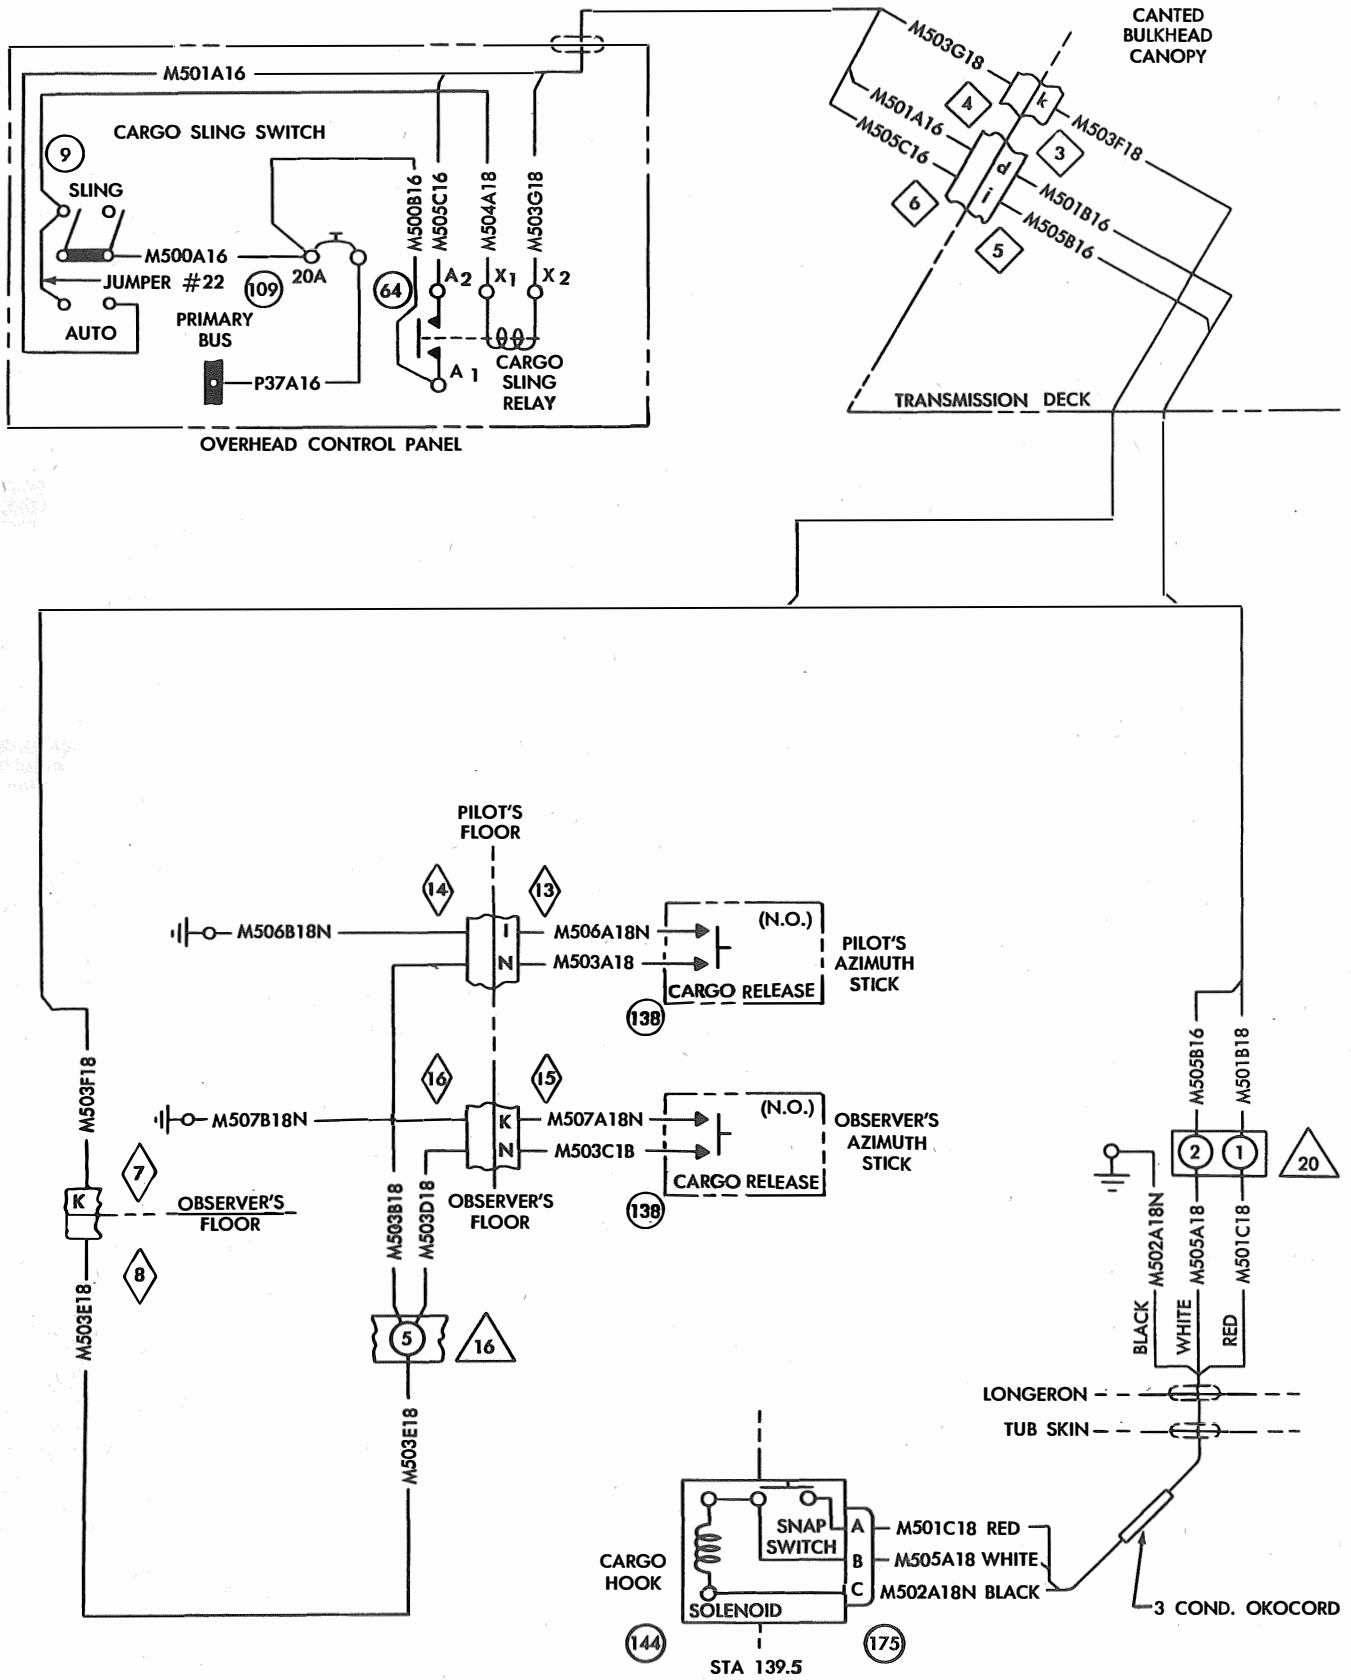 CANTED
BULKHEAD
CANOPY
M503G18
M501A16
CARGO SLING SWITCH
9
SLING
M500A16
JUMPER #22
109
20A
AUTO
PRIMARY
BUS
P37A16
M500B16
M505C16
M504A18
M503G18
64
A2
X1
X2
A1
CARGO
SLING
RELAY
OVERHEAD CONTROL PANEL
4
k
M501A16
M505C16
M503F18
3
d
i
6
M501B16
M505B16
5
TRANSMISSION DECK
PILOT'S
FLOOR
14
13
M506B18N
I
M506A18N
(N.O.)
N
M503A18
CARGO RELEASE
PILOT'S
AZIMUTH
STICK
138
16
15
M507B18N
K
M507A18N
(N.O.)
N
M503C1B
CARGO RELEASE
OBSERVER'S
AZIMUTH
STICK
138
OBSERVER'S
FLOOR
M503F18
7
K
OBSERVER'S
FLOOR
8
M503E18
M503B18
M503D18
5
16
M503E18
M505B16
M501B18
2
1
20
M502A18N
M505A18
M501C18
BLACK
WHITE
RED
LONGERON
TUB SKIN
SNAP
SWITCH
A
M501C18 RED
B
M505A18 WHITE
C
M502A18N BLACK
CARGO
HOOK
SOLENOID
3 COND. OKOCORD
144
175
STA 139.5